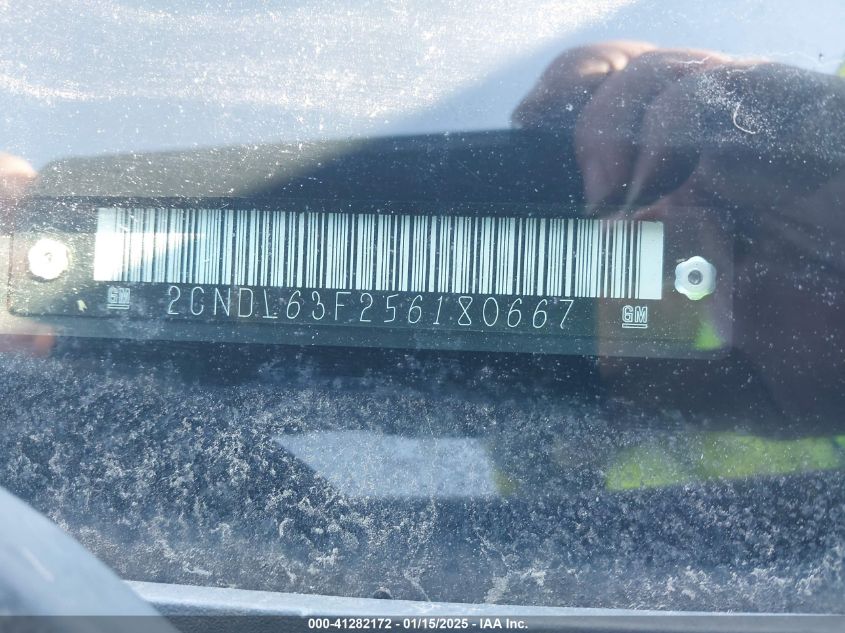 GM 2CNDL63F256180667 GM
000-41282172 - 01/15/2025 - IAA Inc.